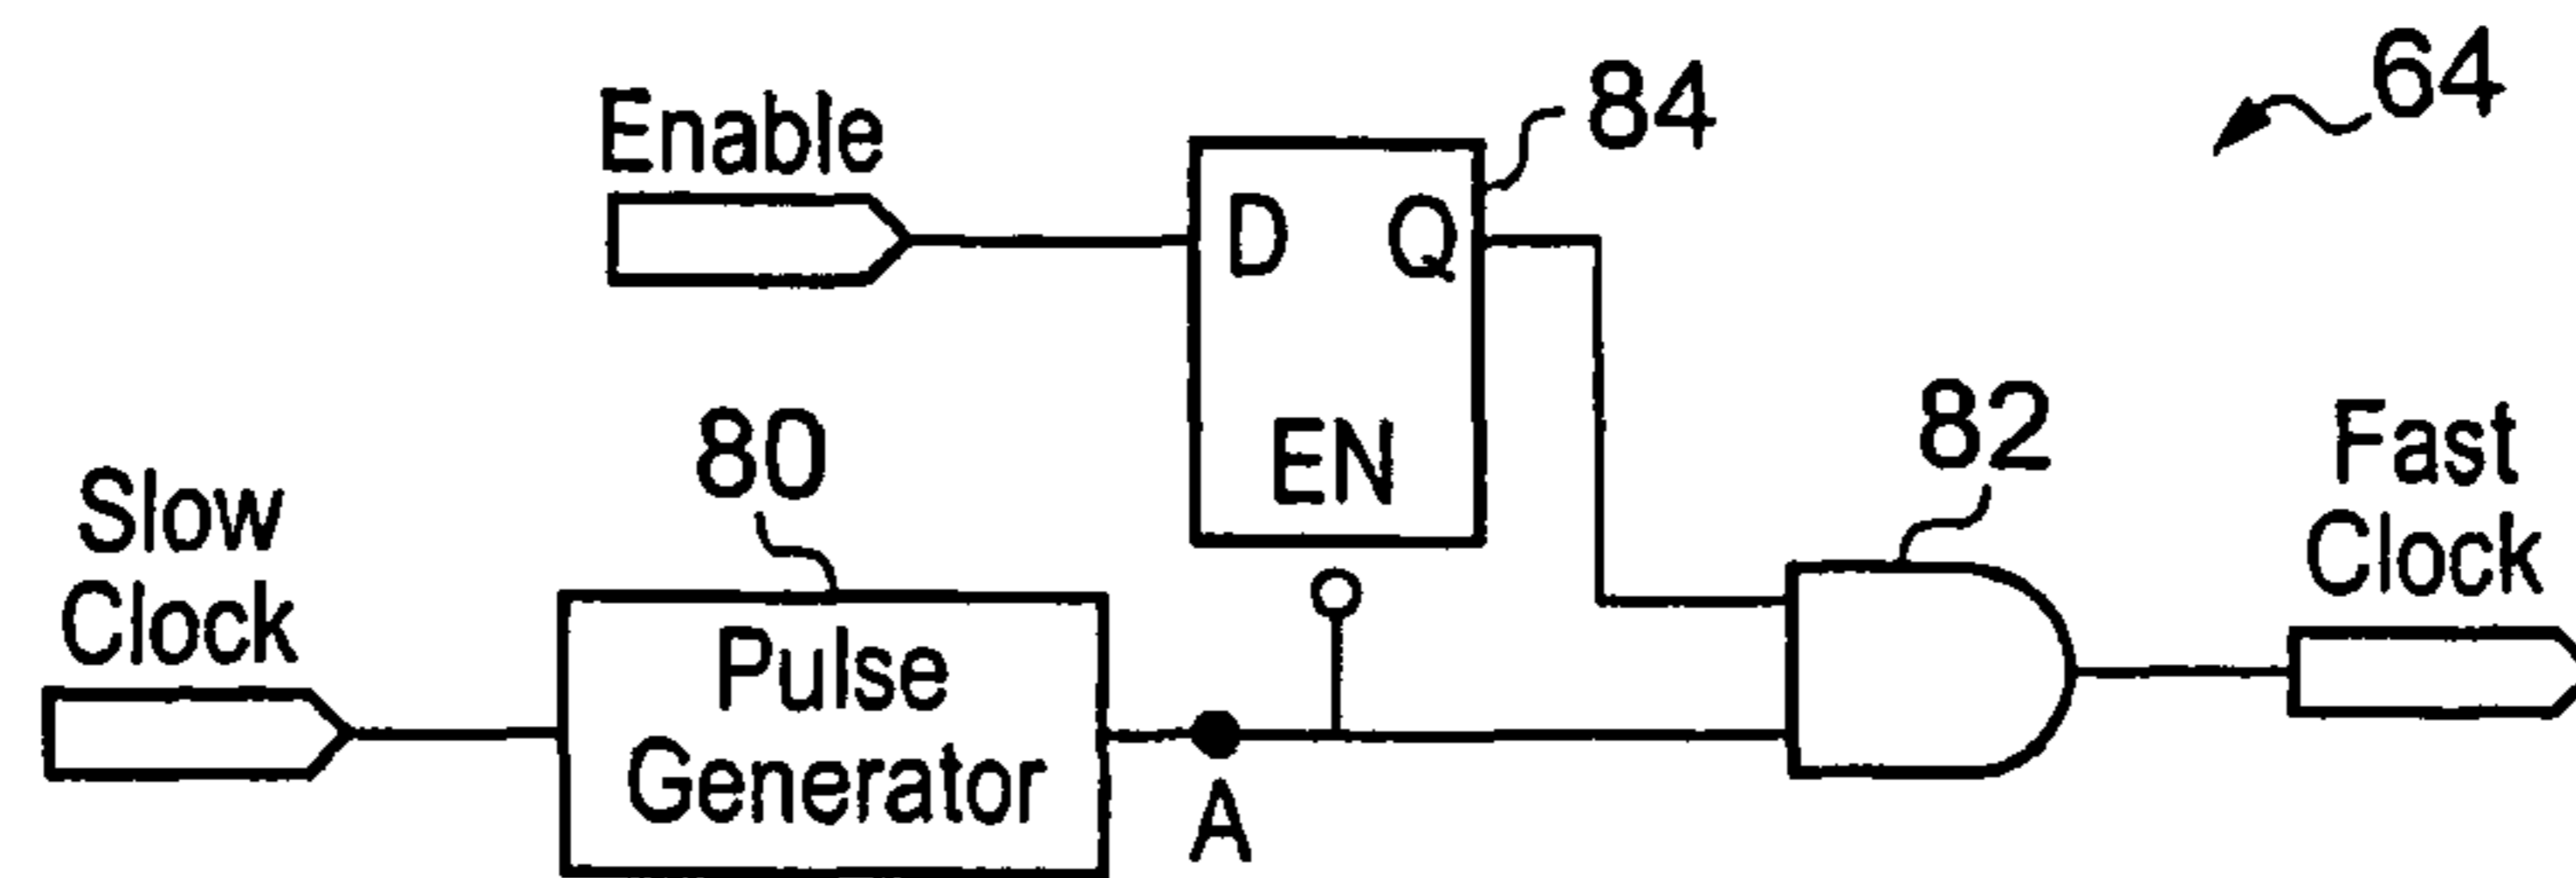 64
Enable
84
D Q
EN
80
82
Slow
Clock
Pulse
Generator
A
Fast
Clock